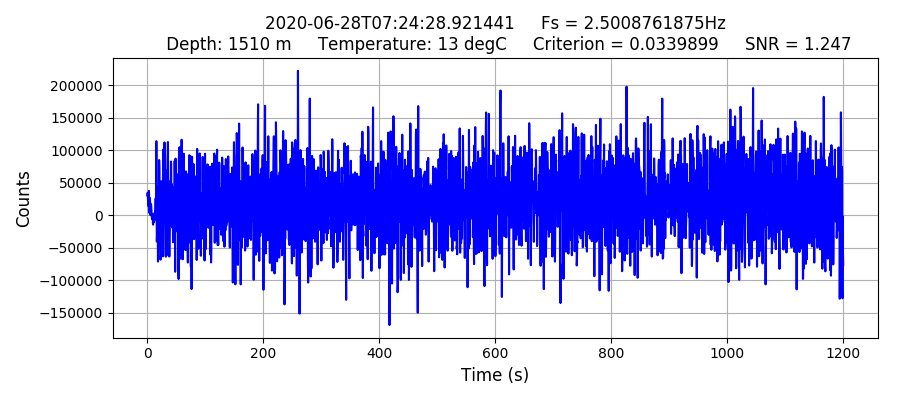 2020-06-28T07:24:28.921441 Fs = 2.5008761875Hz
Depth: 1510 m Temperature: 13 degC Criterion = 0.0339899 SNR = 1.247
200000
150000
100000
50000
0
−50000
−100000
−150000
Counts
0 200 400 600 800 1000 1200
Time (s)